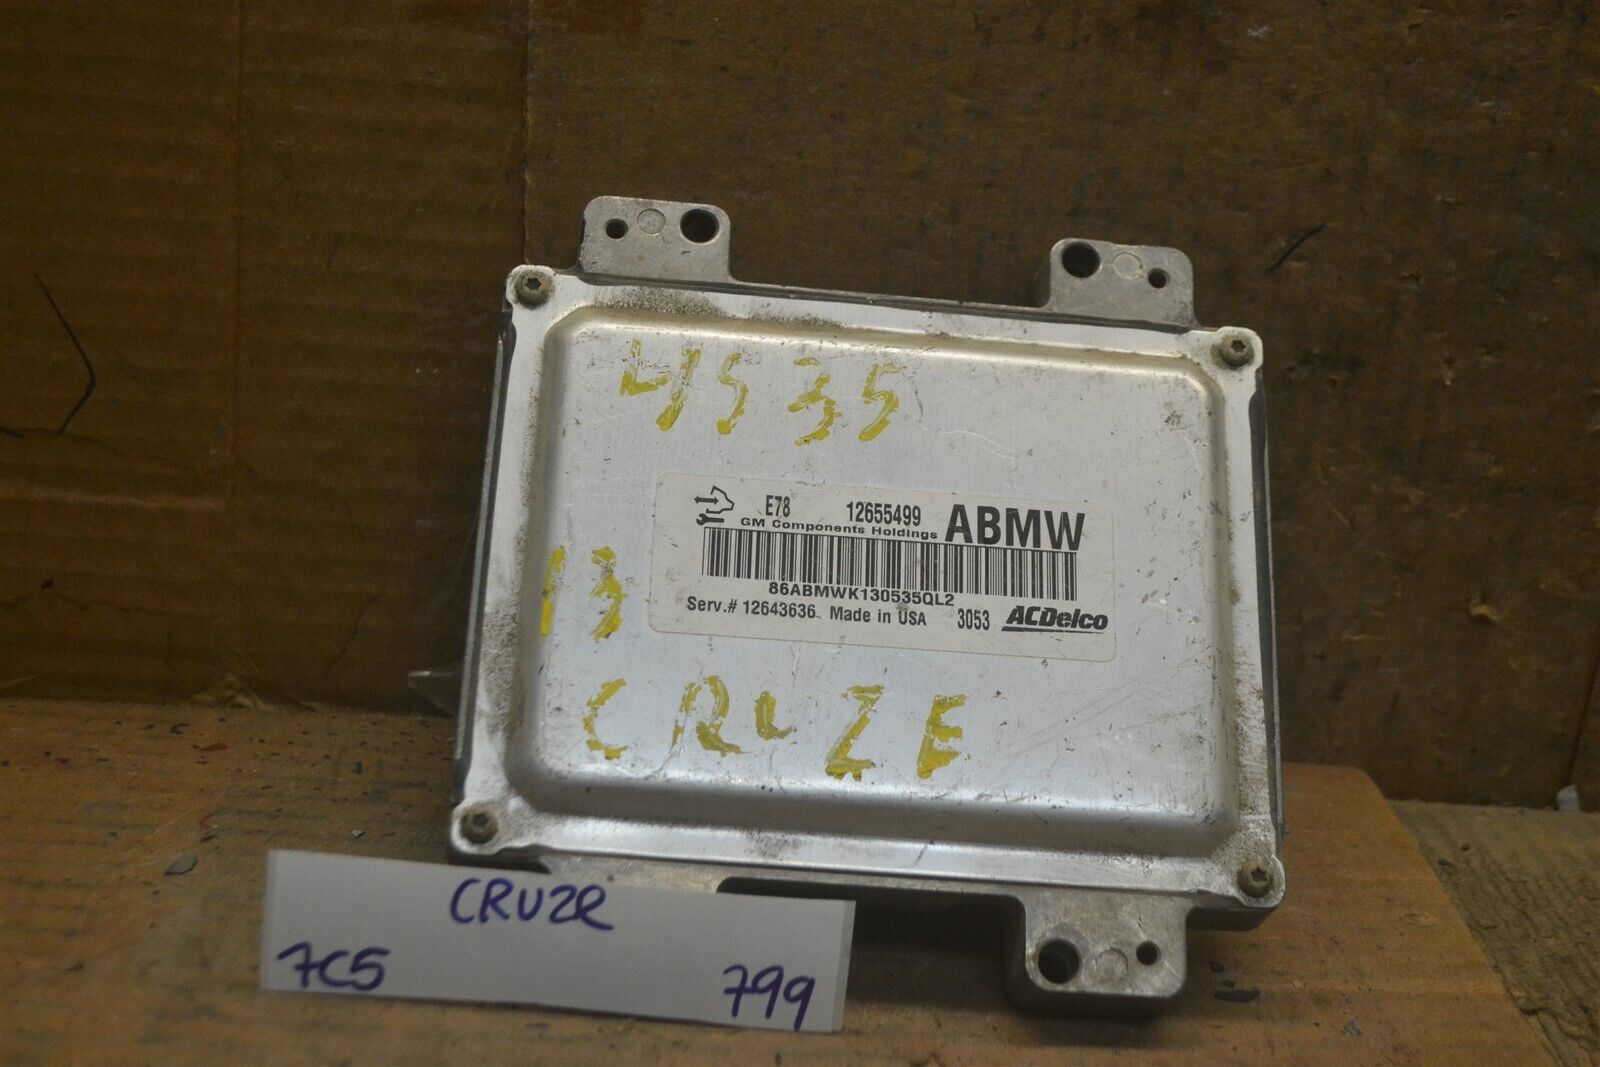 4535
E78 12655499 ABMW
GM Components Holdings
86ABMWK130535QL2
Serv.# 12643636 Made in USA 3053 ACDelco
13
CRUZE
CRUZe
7C5 799